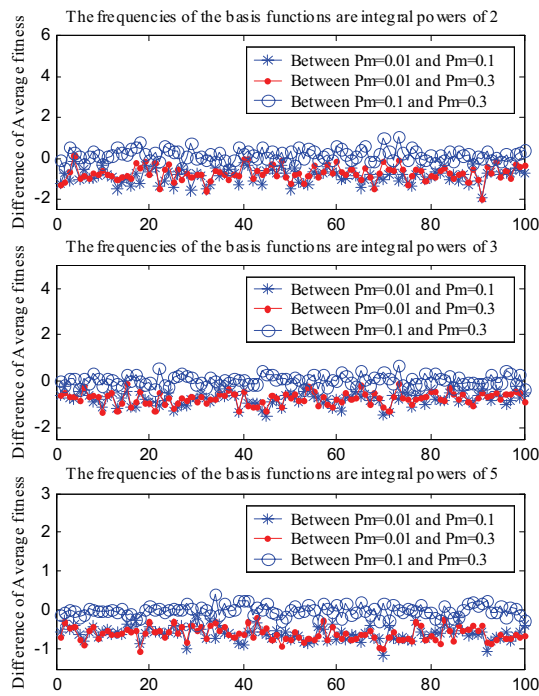 The frequencies of the basis functions are integral powers of 2
Difference of Average fitness
6
4
2
0
-2
Between Pm=0.01 and Pm=0.1
Between Pm=0.01 and Pm=0.3
Between Pm=0.1 and Pm=0.3
0 20 40 60 80 100
The frequencies of the basis functions are integral powers of 3
Difference of Average fitness
4
2
0
-2
Between Pm=0.01 and Pm=0.1
Between Pm=0.01 and Pm=0.3
Between Pm=0.1 and Pm=0.3
0 20 40 60 80 100
The frequencies of the basis functions are integral powers of 5
Difference of Average fitness
3
2
1
0
-1
Between Pm=0.01 and Pm=0.1
Between Pm=0.01 and Pm=0.3
Between Pm=0.1 and Pm=0.3
0 20 40 60 80 100